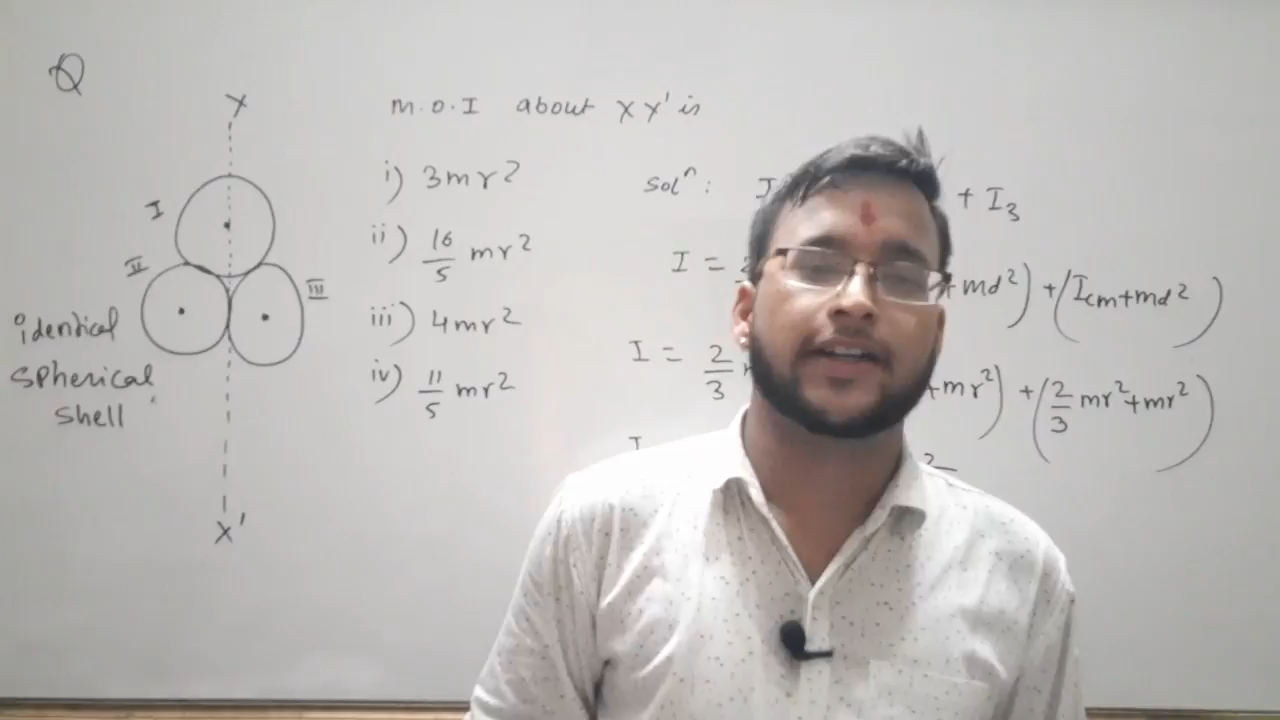 Q
X
I
II
III
identical
spherical
shell
X'
M.O.I about XX' is
i) 3mr²
ii) 16/5 mr²
iii) 4mr²
iv) 11/5 mr²
Solⁿ: + I₃
I = +md²) + (Icm+md²)
I = 2/3 +mr²) + (2/3 mr²+mr²)
I